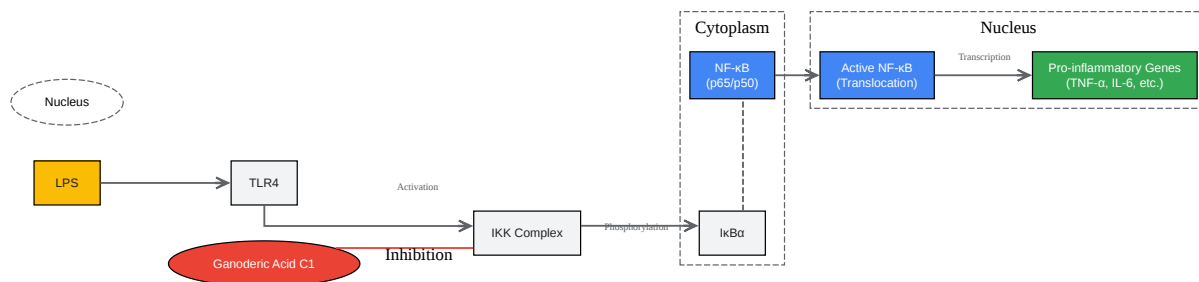 Cytoplasm
Nucleus
NF-κB
(p65/p50)
Active NF-κB
(Translocation)
Transcription
Pro-inflammatory Genes
(TNF-α, IL-6, etc.)
Nucleus
LPS
TLR4
Activation
IKK Complex
Phosphorylation
IκBα
Ganoderic Acid C1
Inhibition